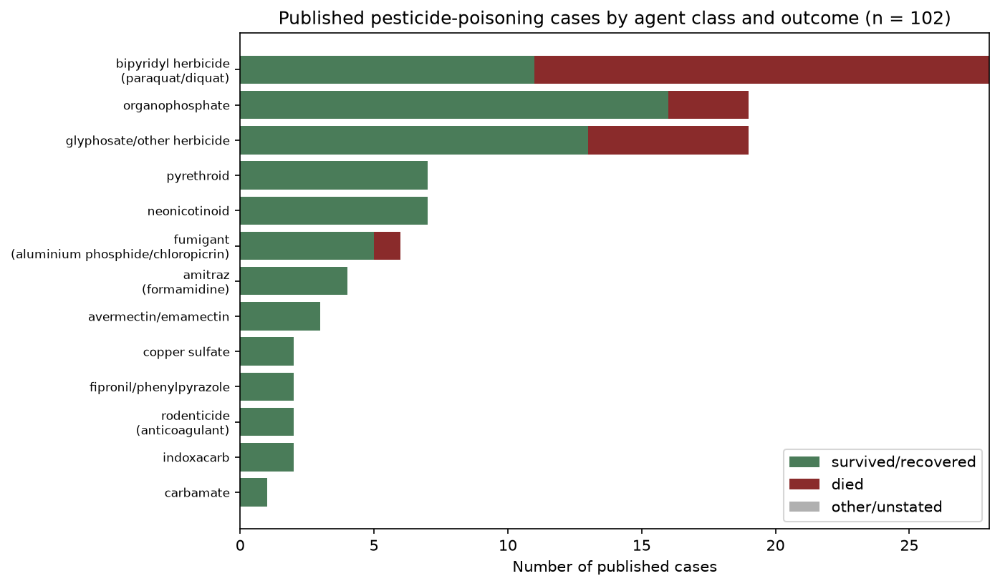 Published pesticide-poisoning cases by agent class and outcome (n = 102)
bipyridyl herbicide
(paraquat/diquat)
organophosphate
glyphosate/other herbicide
pyrethroid
neonicotinoid
fumigant
(aluminium phosphide/chloropicrin)
amitraz
(formamidine)
avermectin/emamectin
copper sulfate
fipronil/phenylpyrazole
rodenticide
(anticoagulant)
indoxacarb
carbamate
survived/recovered
died
other/unstated
0 5 10 15 20 25
Number of published cases